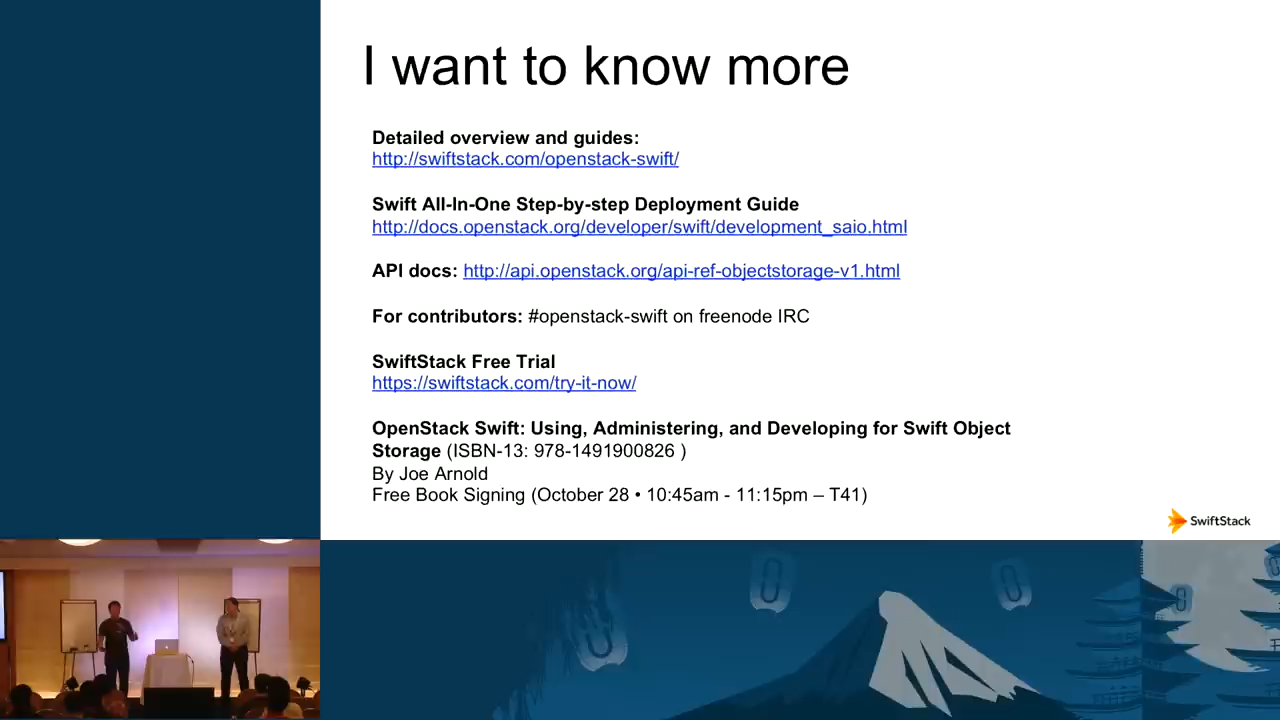 I want to know more
Detailed overview and guides:
http://swiftstack.com/openstack-swift/
Swift All-In-One Step-by-step Deployment Guide
http://docs.openstack.org/developer/swift/development_saio.html
API docs: http://api.openstack.org/api-ref-objectstorage-v1.html
For contributors: #openstack-swift on freenode IRC
SwiftStack Free Trial
https://swiftstack.com/try-it-now/
OpenStack Swift: Using, Administering, and Developing for Swift Object
Storage (ISBN-13: 978-1491900826 )
By Joe Arnold
Free Book Signing (October 28 • 10:45am - 11:15pm – T41)
SwiftStack